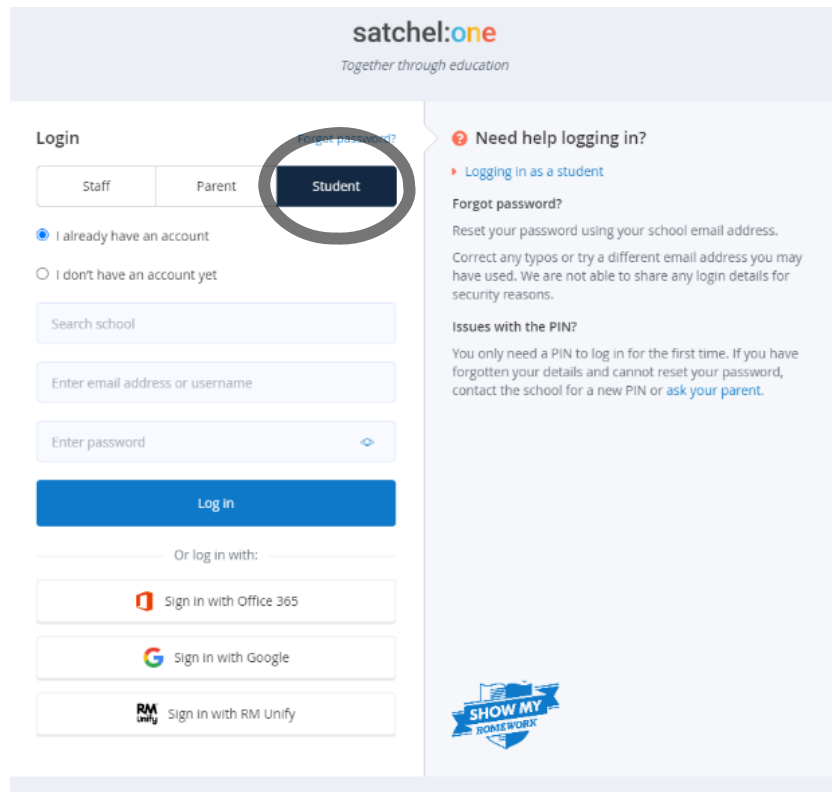 satchel:one
Together through education
Login
Forgot password?
Staff
Parent
Student
I already have an account
I don't have an account yet
Search school
Enter email address or username
Enter password
Log in
Or log in with:
Sign in with Office 365
Sign in with Google
RM Unify Sign in with RM Unify
Need help logging in?
Logging in as a student
Forgot password?
Reset your password using your school email address.
Correct any typos or try a different email address you may
have used. We are not able to share any login details for
security reasons.
Issues with the PIN?
You only need a PIN to log in for the first time. If you have
forgotten your details and cannot reset your password,
contact the school for a new PIN or ask your parent.
SHOW MY
HOMEWORK